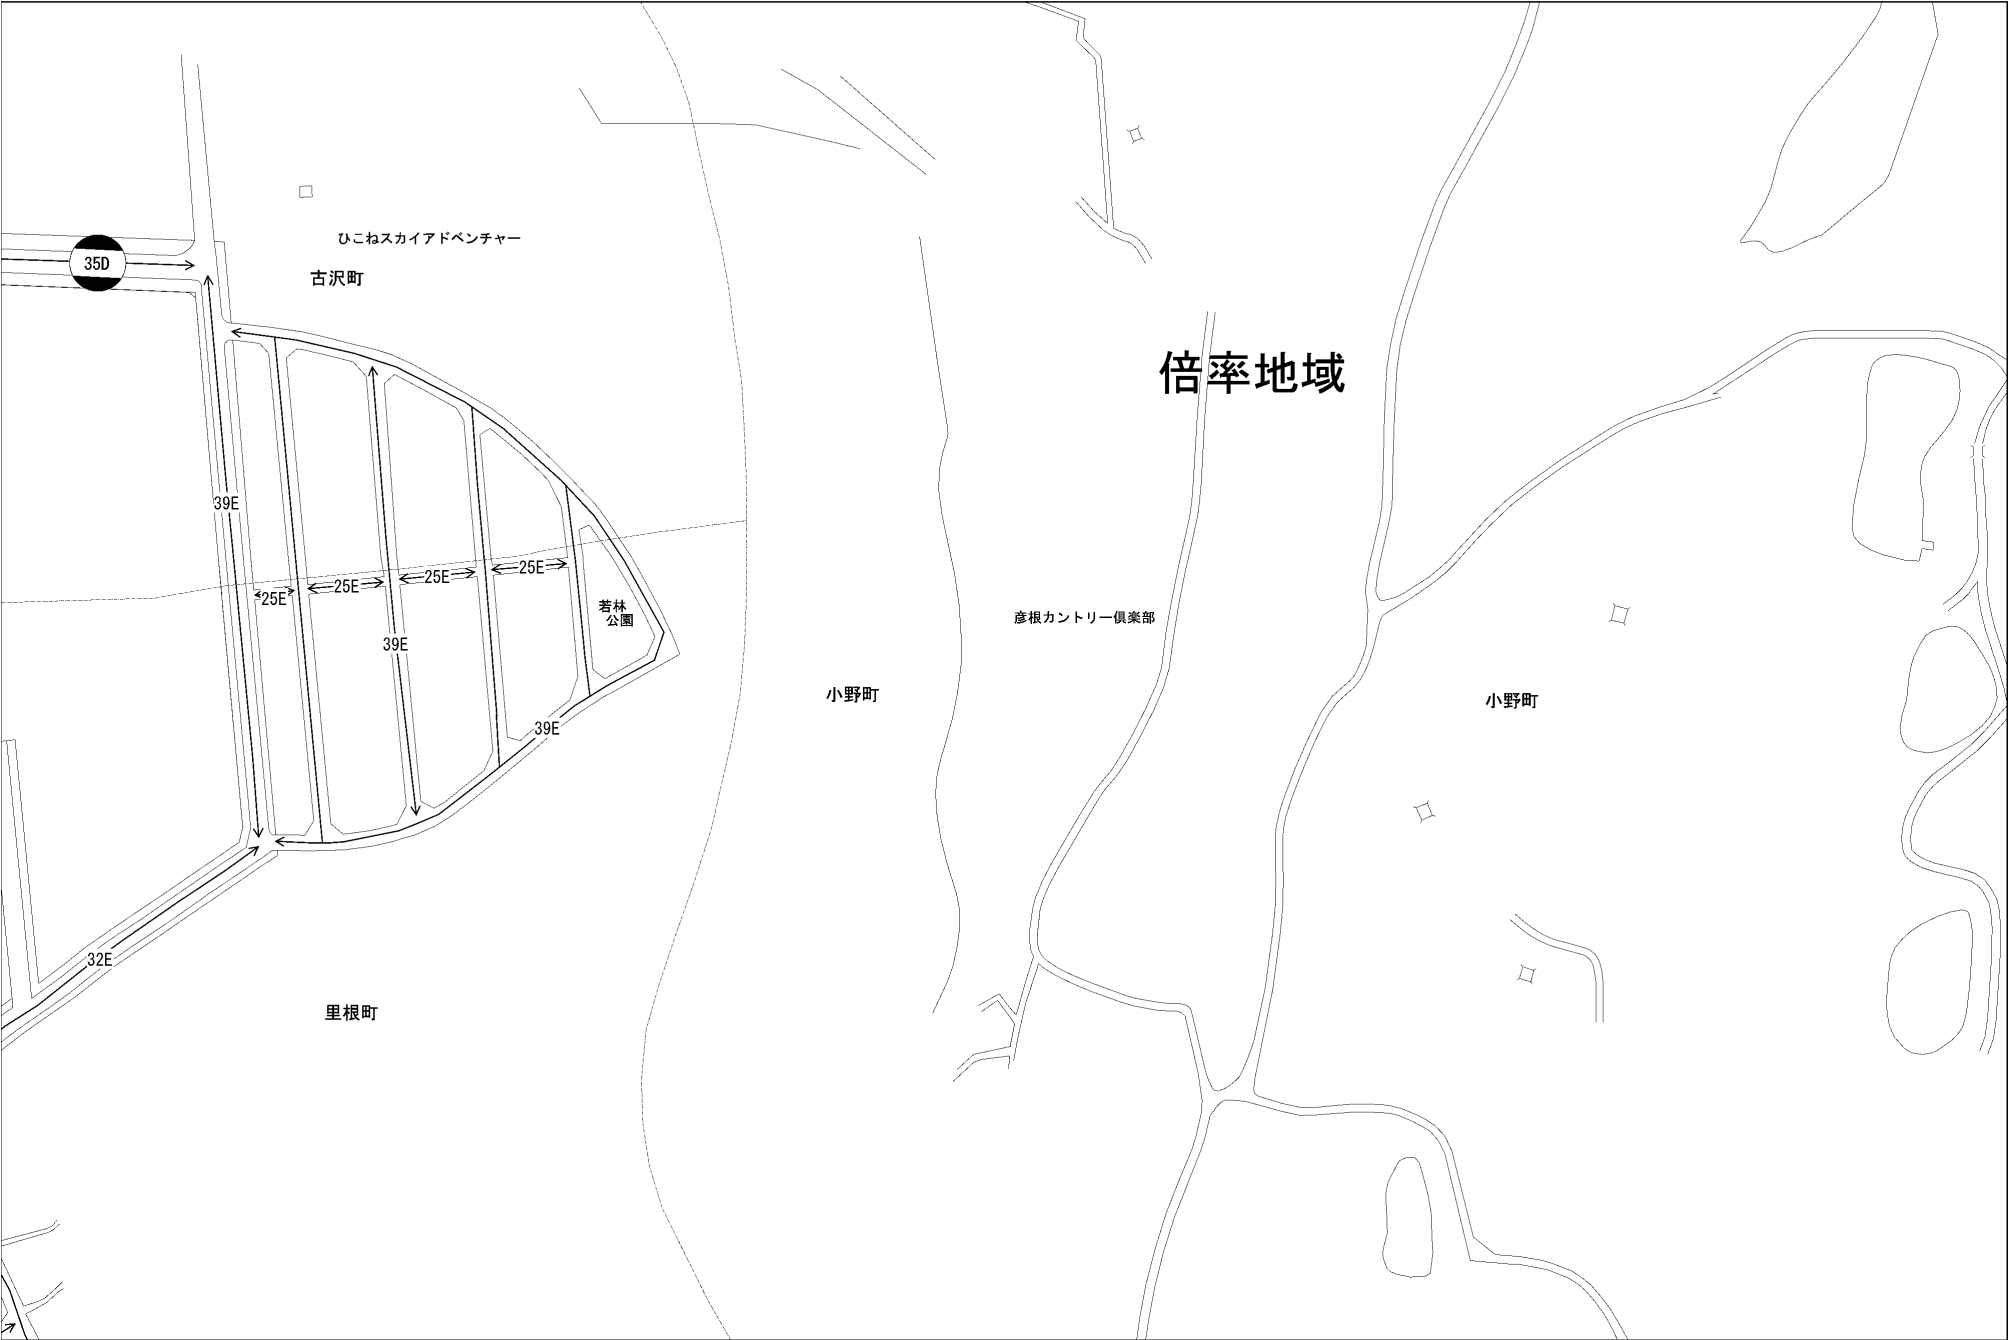 ひこねスカイアドベンチャー
35D
古沢町
倍率地域
39E
25E
25E
25E
25E
若林
公園
彦根カントリー倶楽部
39E
小野町
小野町
39E
32E
里根町